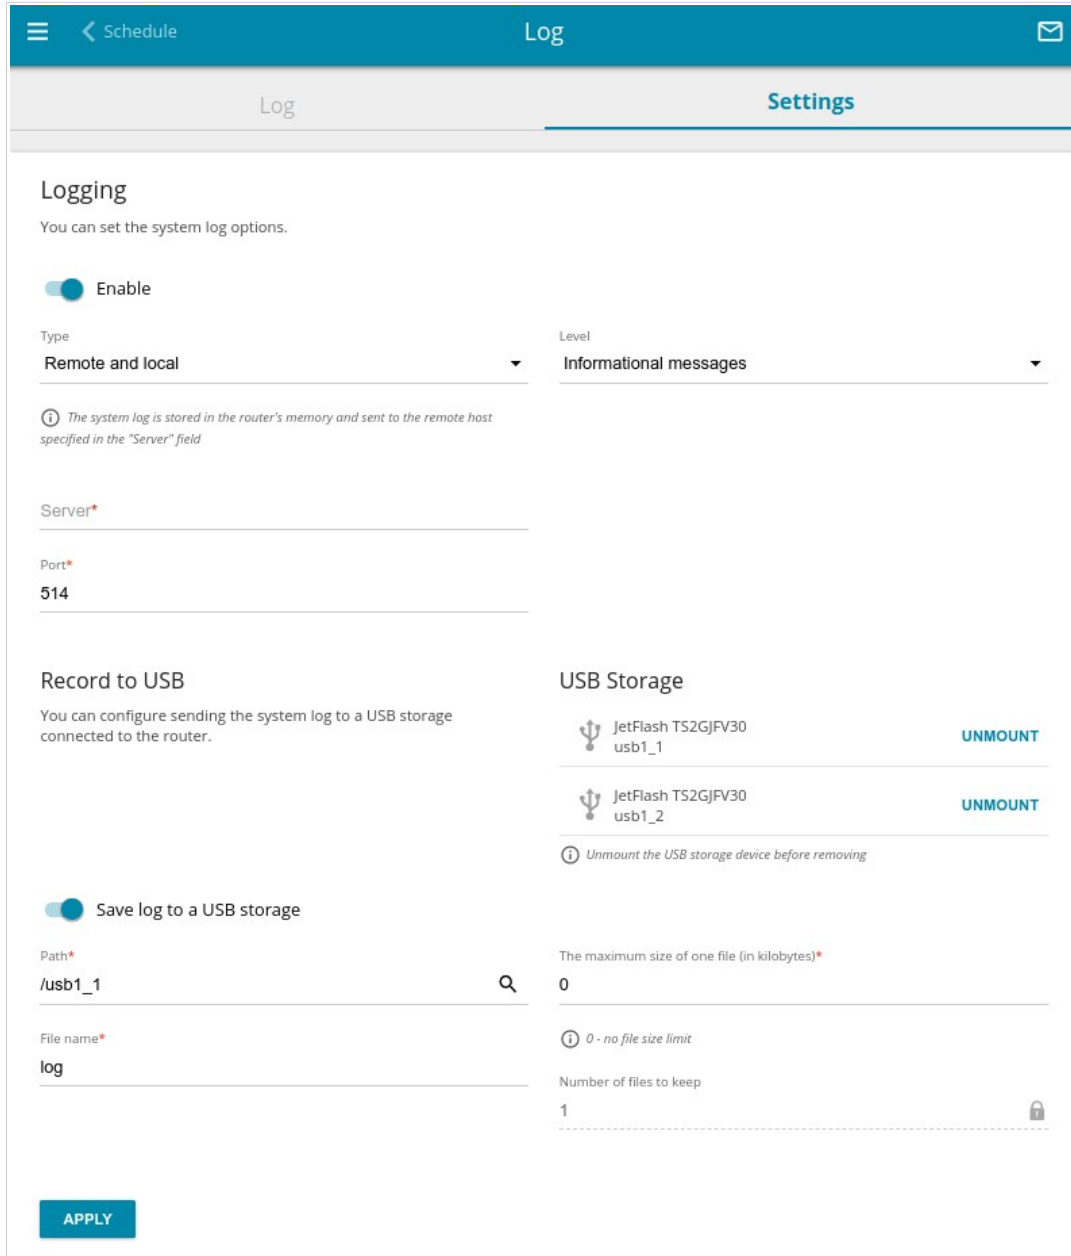 Schedule
Log
Log
Settings
Logging
You can set the system log options.
Enable
Type
Remote and local
Level
Informational messages
The system log is stored in the router's memory and sent to the remote host
specified in the "Server" field
Server*
Port*
514
Record to USB
You can configure sending the system log to a USB storage
connected to the router.
USB Storage
JetFlash TS2GJFV30
usb1_1
UNMOUNT
JetFlash TS2GJFV30
usb1_2
UNMOUNT
Unmount the USB storage device before removing
Save log to a USB storage
Path*
/usb1_1
The maximum size of one file (in kilobytes)*
0
File name*
log
0 - no file size limit
Number of files to keep
1
APPLY